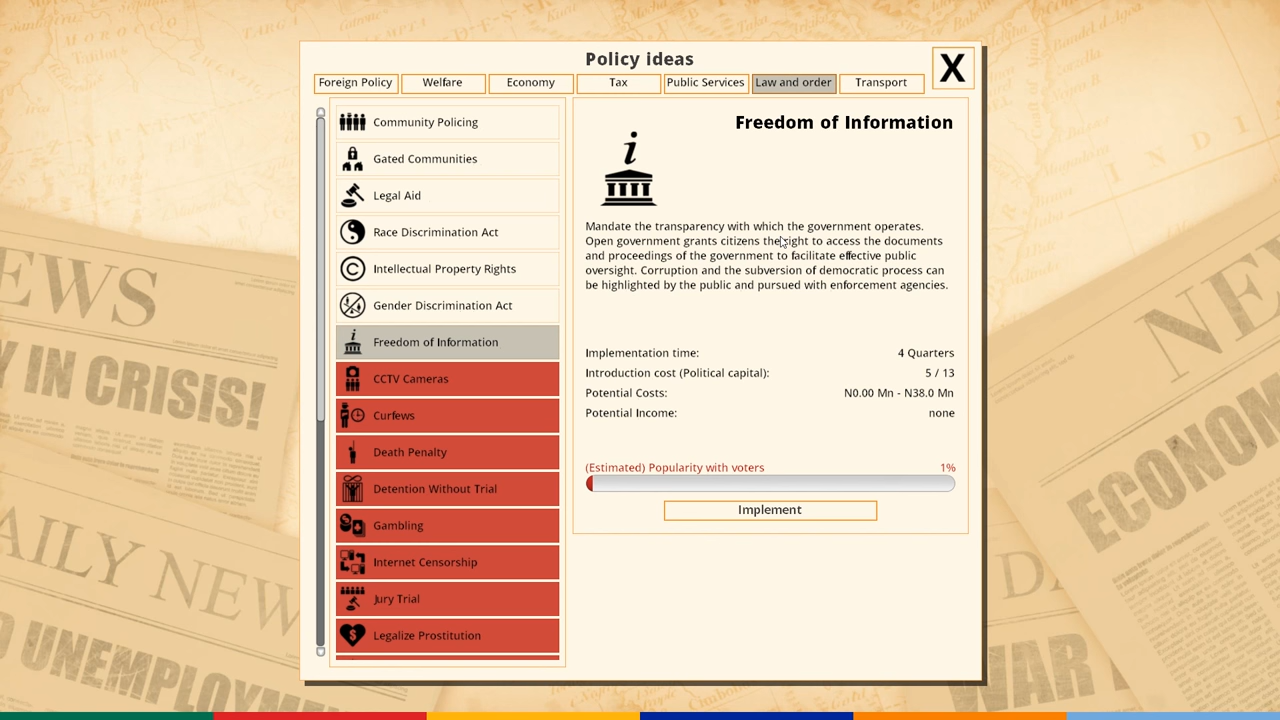 Policy ideas
X
Foreign Policy
Welfare
Economy
Tax
Public Services
Law and order
Transport
Community Policing
Gated Communities
Legal Aid
Race Discrimination Act
Intellectual Property Rights
Gender Discrimination Act
Freedom of Information
CCTV Cameras
Curfews
Death Penalty
Detention Without Trial
Gambling
Internet Censorship
Jury Trial
Legalize Prostitution
Freedom of Information
Mandate the transparency with which the government operates.
Open government grants citizens the right to access the documents
and proceedings of the government to facilitate effective public
oversight. Corruption and the subversion of democratic process can
be highlighted by the public and pursued with enforcement agencies.
Implementation time: 4 Quarters
Introduction cost (Political capital): 5 / 13
Potential Costs: N0.00 Mn - N38.0 Mn
Potential Income: none
(Estimated) Popularity with voters 1%
Implement
EWS
Y IN CRISIS!
AILY NEW
UNEMPLOYM
NE
ECONOM
DA
WAR